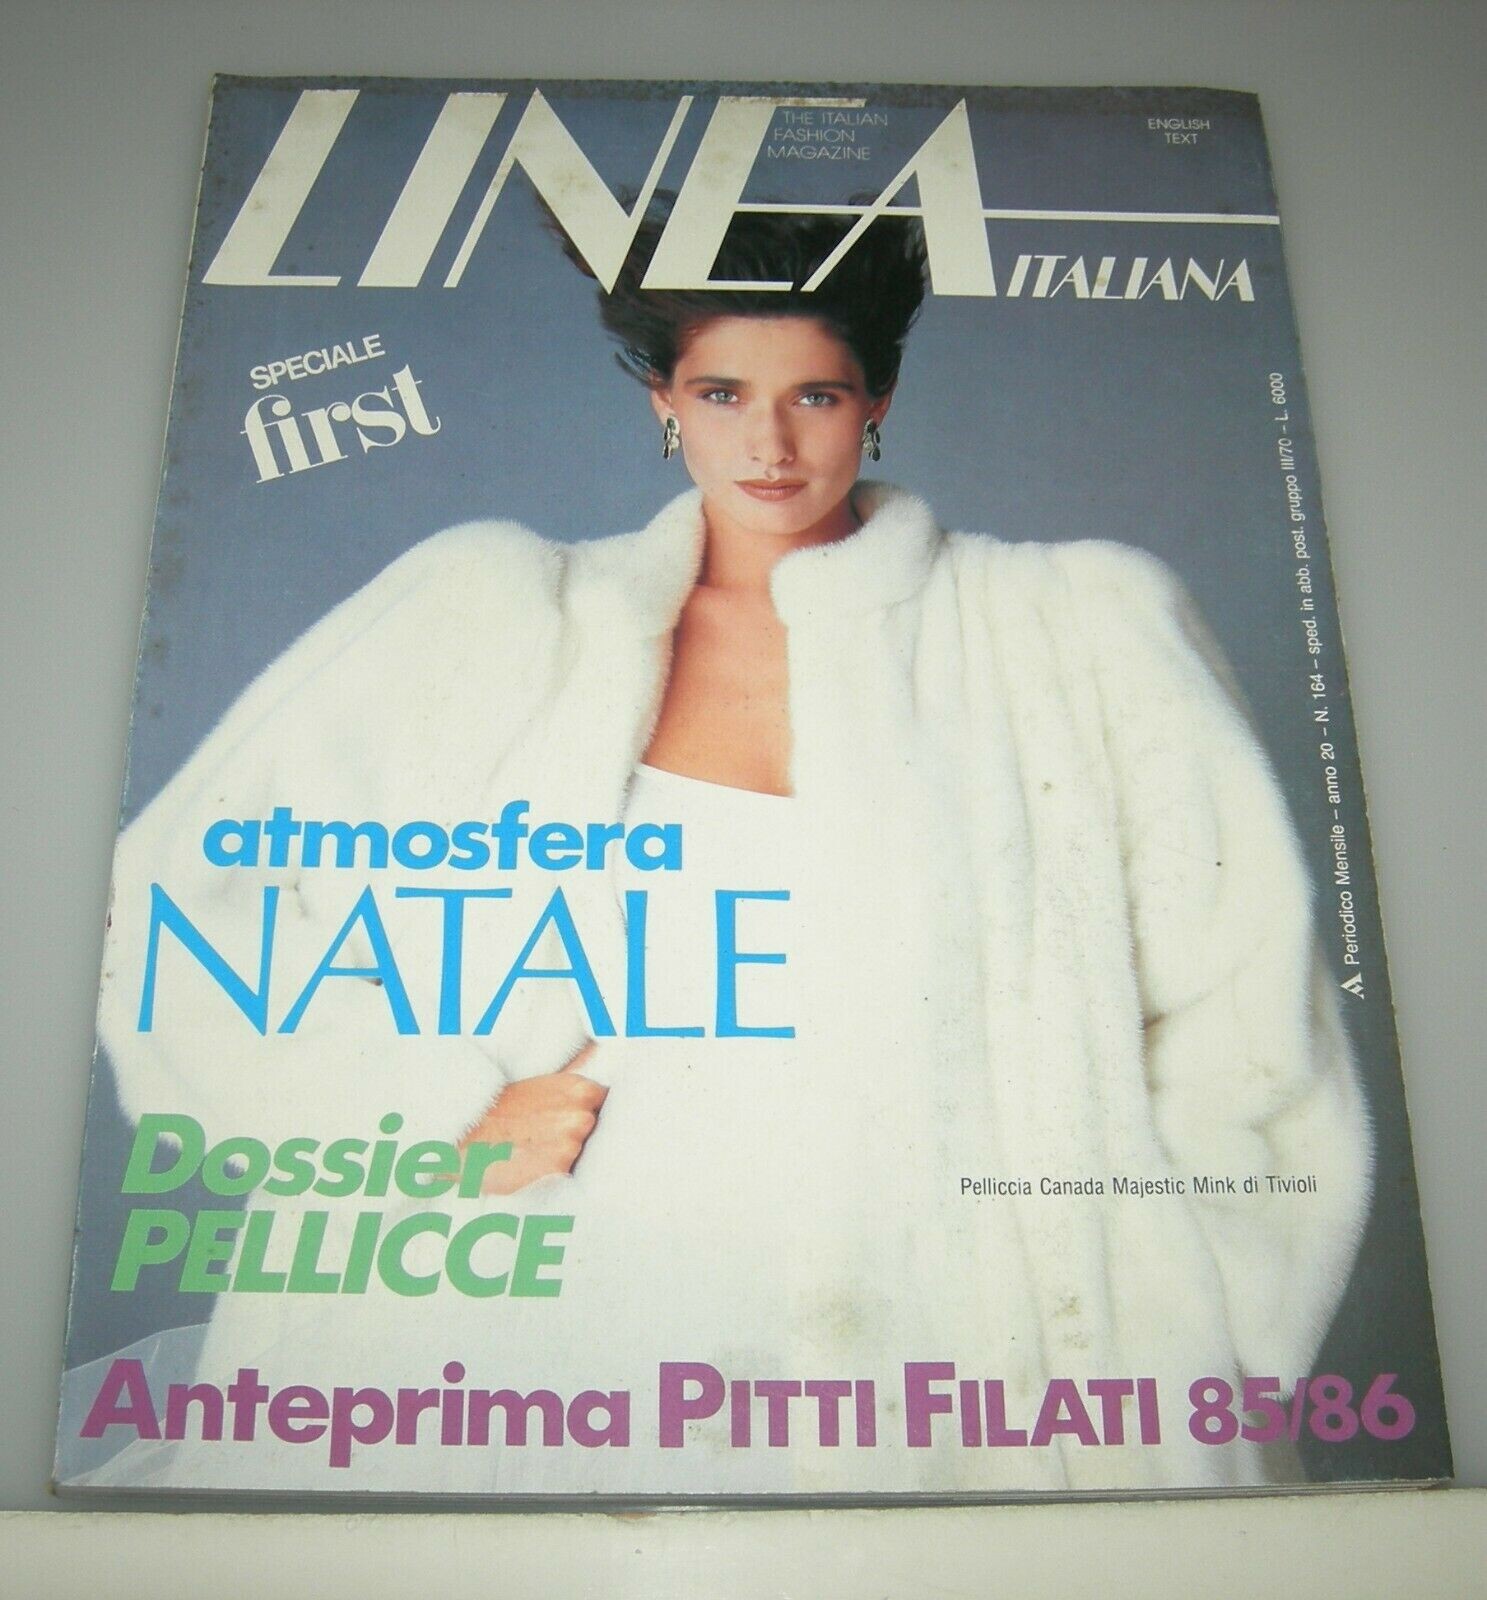 LINEA
THE ITALIAN
FASHION
MAGAZINE
ENGLISH
TEXT
ITALIANA
SPECIALE
first
Periodico Mensile – anno 20 – N. 164 – sped. in abb. post. gruppo III/70 – L. 6000
atmosfera
NATALE
Dossier
PELLICCE
Pelliccia Canada Majestic Mink di Tivioli
Anteprima PITTI FILATI 85/86